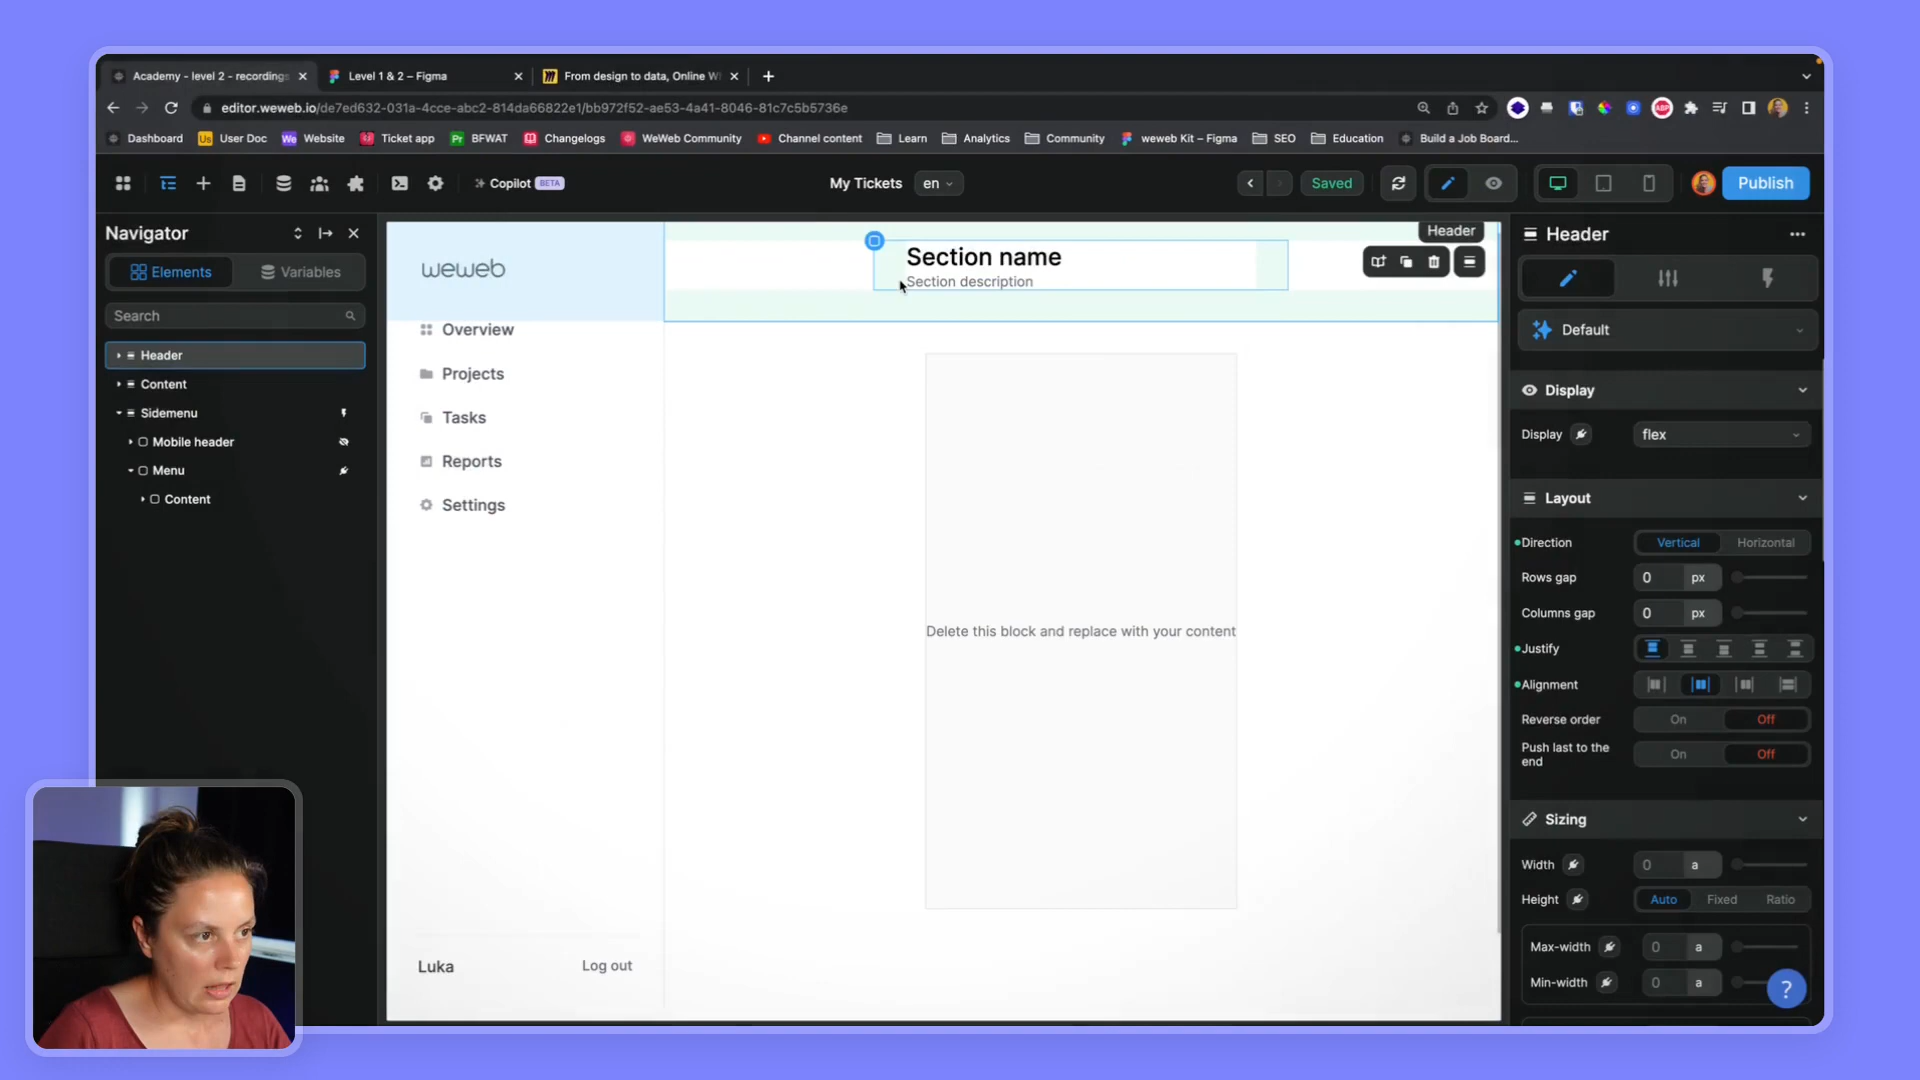 Academy - level 2 - recordings
Level 1 & 2 – Figma
From design to data, Online W
editor.weweb.io/de7ed632-031a-4cce-abc2-814da66822e1/bb972f52-ae53-4a41-8046-81c7c5b5736e
ABP
Dashboard
Us User Doc
We Website
Ticket app
Pr BFWAT
Changelogs
WeWeb Community
Channel content
Learn
Analytics
Community
weweb Kit – Figma
SEO
Education
Build a Job Board...
Copilot BETA
My Tickets
en
Saved
Publish
Navigator
Elements
Variables
Search
Header
Content
Sidemenu
Mobile header
Menu
Content
weweb
Overview
Projects
Tasks
Reports
Settings
Luka
Log out
Section name
Section description
Header
Delete this block and replace with your content
Header
Default
Display
Display
flex
Layout
Direction
Vertical
Horizontal
Rows gap
0
px
Columns gap
0
px
Justify
Alignment
Reverse order
On
Off
Push last to the
end
On
Off
Sizing
Width
0
a
Height
Auto
Fixed
Ratio
Max-width
0
a
Min-width
0
a
?